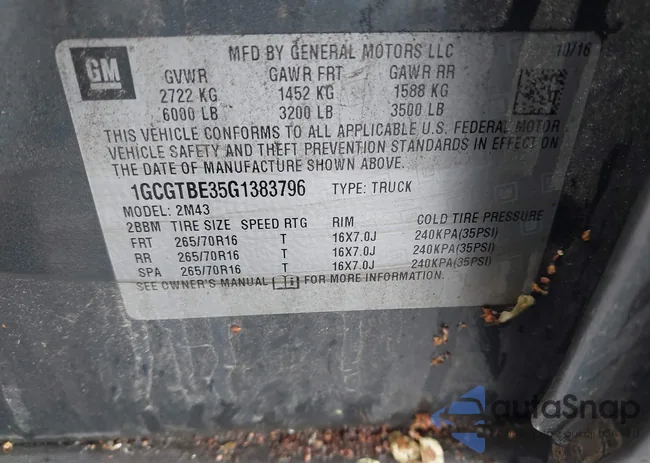 GM
MFD BY GENERAL MOTORS LLC 10/16
GVWR GAWR FRT GAWR RR
2722 KG 1452 KG 1588 KG
6000 LB 3200 LB 3500 LB
THIS VEHICLE CONFORMS TO ALL APPLICABLE U.S. FEDERAL MOTOR
VEHICLE SAFETY AND THEFT PREVENTION STANDARDS IN EFFECT ON
THE DATE OF MANUFACTURE SHOWN ABOVE.
1GCGTBE35G1383796 TYPE: TRUCK
MODEL: 2M43
2BBM TIRE SIZE SPEED RTG RIM COLD TIRE PRESSURE
FRT 265/70R16 T 16X7.0J 240KPA(35PSI)
RR 265/70R16 T 16X7.0J 240KPA(35PSI)
SPA 265/70R16 T 16X7.0J 240KPA(35PSI)
SEE OWNER'S MANUAL FOR MORE INFORMATION.
autoSnap